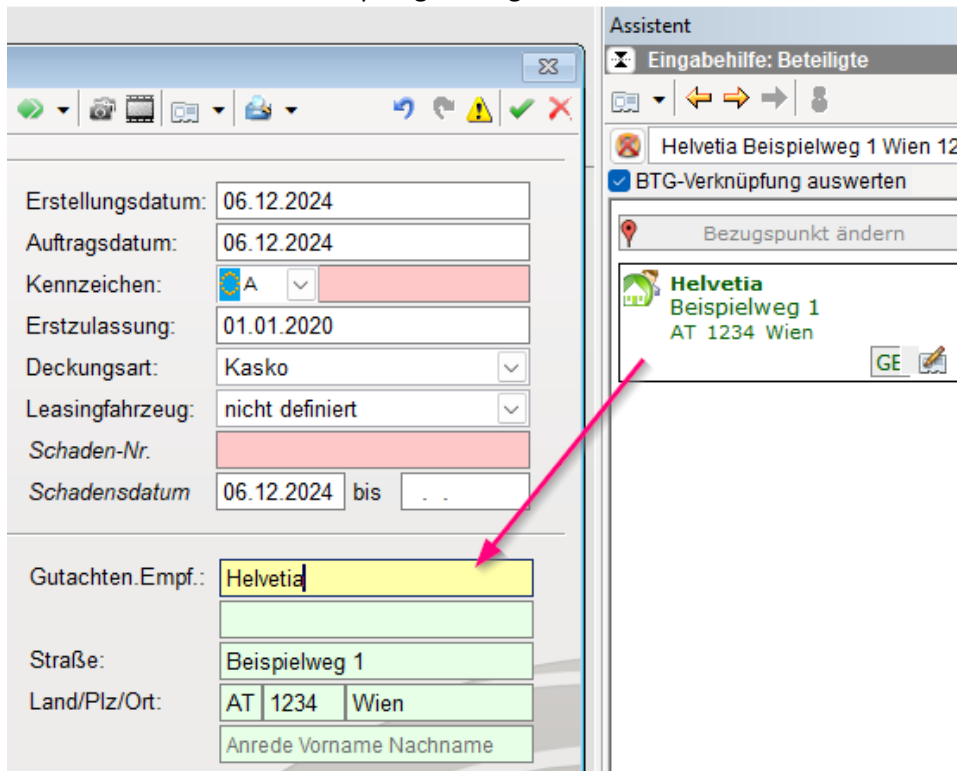 Assistent
Eingabehilfe: Beteiligte
Helvetia Beispielweg 1 Wien 12
BTG-Verknüpfung auswerten
Bezugspunkt ändern
Helvetia
Beispielweg 1
AT 1234 Wien
GE
Erstellungsdatum: 06.12.2024
Auftragsdatum: 06.12.2024
Kennzeichen: A
Erstzulassung: 01.01.2020
Deckungsart: Kasko
Leasingfahrzeug: nicht definiert
Schaden-Nr.
Schadensdatum 06.12.2024 bis . .
Gutachten.Empf.: Helvetia
Straße: Beispielweg 1
Land/Plz/Ort: AT 1234 Wien
Anrede Vorname Nachname